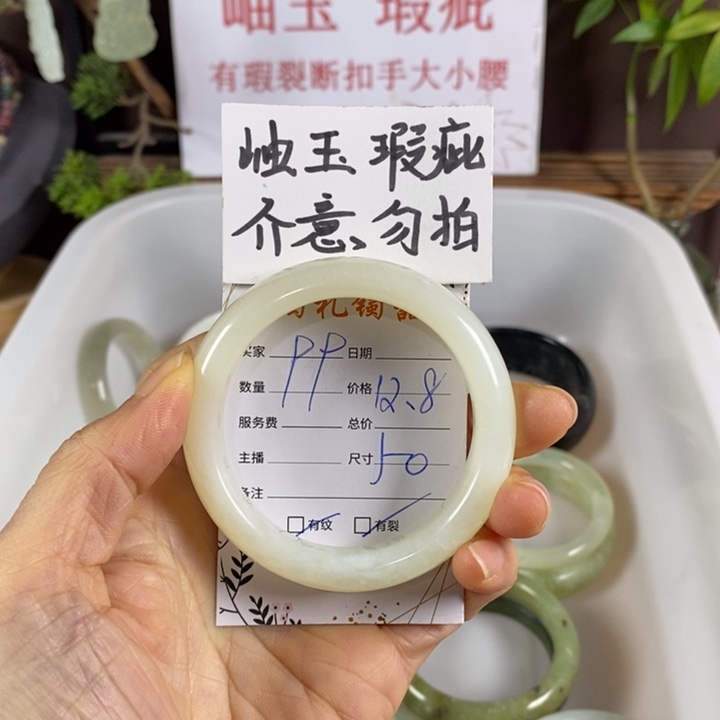 岫玉 瑕疵
有瑕裂断扣手大小腰
岫玉 瑕疵
介意、勿拍
礼镯
买家 PP 日期
数量 价格 12、8
服务费 总价
主播 尺寸 50
备注
有纹 有裂